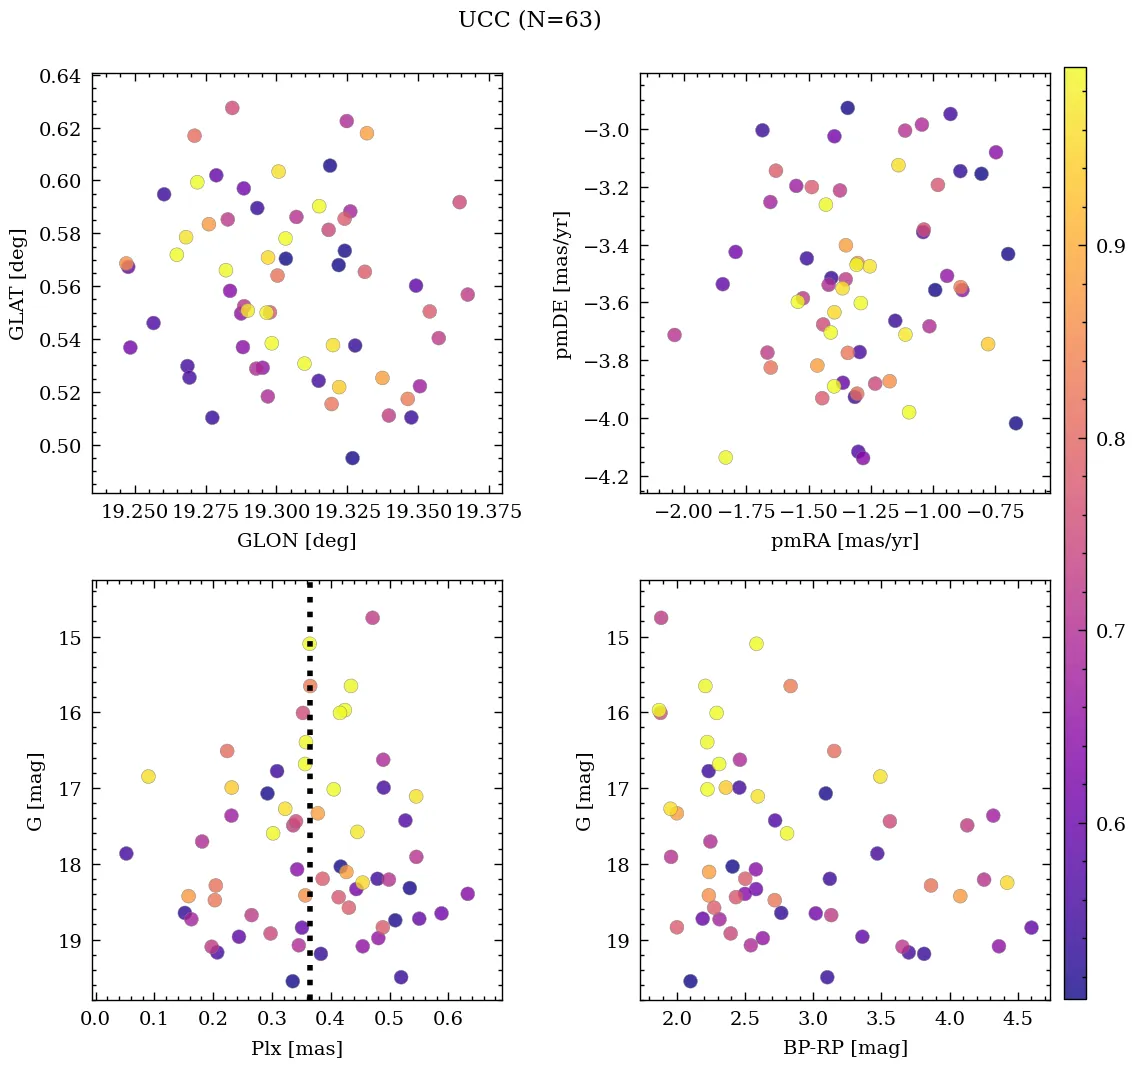 UCC (N=63)
0.64
0.62
0.60
0.58
0.56
0.54
0.52
0.50
GLAT [deg]
19.250 19.275 19.300 19.325 19.350 19.375
GLON [deg]
−3.0
−3.2
−3.4
−3.6
−3.8
−4.0
−4.2
pmDE [mas/yr]
−2.00 −1.75 −1.50 −1.25 −1.00 −0.75
pmRA [mas/yr]
0.9
0.8
0.7
0.6
15
16
17
18
19
G [mag]
0.0 0.1 0.2 0.3 0.4 0.5 0.6
Plx [mas]
15
16
17
18
19
G [mag]
2.0 2.5 3.0 3.5 4.0 4.5
BP-RP [mag]